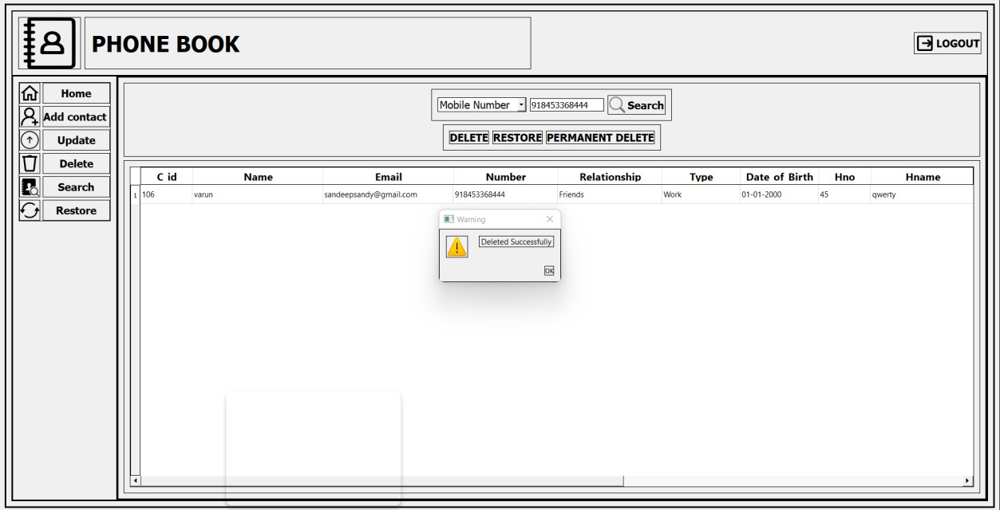 PHONE BOOK
LOGOUT
Home
Add contact
Update
Delete
Search
Restore
Mobile Number 918453368444 Search
DELETE RESTORE PERMANENT DELETE
C id Name Email Number Relationship Type Date of Birth Hno Hname
1 106 varun sandeepsandy@gmail.com 918453368444 Friends Work 01-01-2000 45 qwerty
Warning
Deleted Successfully
OK